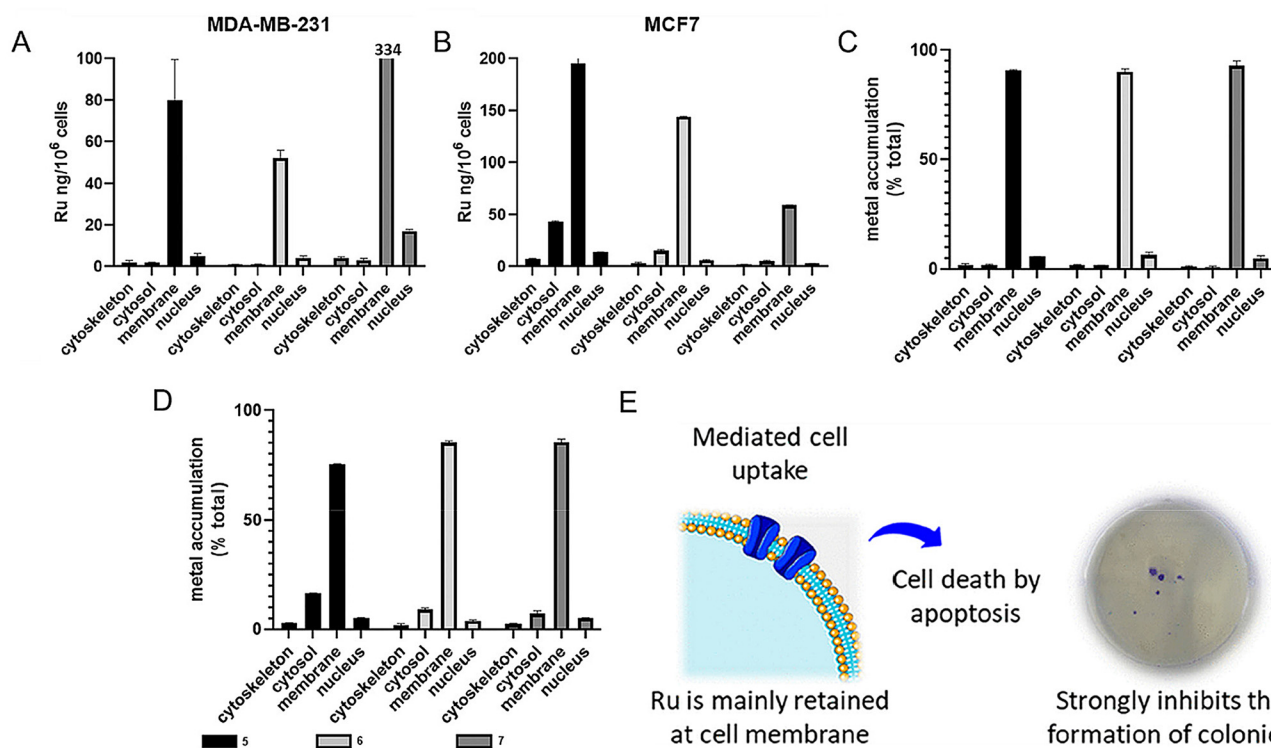 MDA-MB-231
MCF7
A
B
C
334
100
80
60
40
20
0
Ru ng/10⁶ cells
cytoskeleton
cytosol
membrane
nucleus
cytoskeleton
cytosol
membrane
nucleus
cytoskeleton
cytosol
membrane
nucleus
200
150
100
50
0
Ru ng/10⁶ cells
cytoskeleton
cytosol
membrane
nucleus
cytoskeleton
cytosol
membrane
nucleus
cytoskeleton
cytosol
membrane
nucleus
100
50
0
metal accumulation
(% total)
cytoskeleton
cytosol
membrane
nucleus
cytoskeleton
cytosol
membrane
nucleus
cytoskeleton
cytosol
membrane
nucleus
D
100
50
0
metal accumulation
(% total)
cytoskeleton
cytosol
membrane
nucleus
cytoskeleton
cytosol
membrane
nucleus
cytoskeleton
cytosol
membrane
nucleus
5
6
7
E
Mediated cell
uptake
Cell death by
apoptosis
Ru is mainly retained
at cell membrane
Strongly inhibits th
formation of colonie